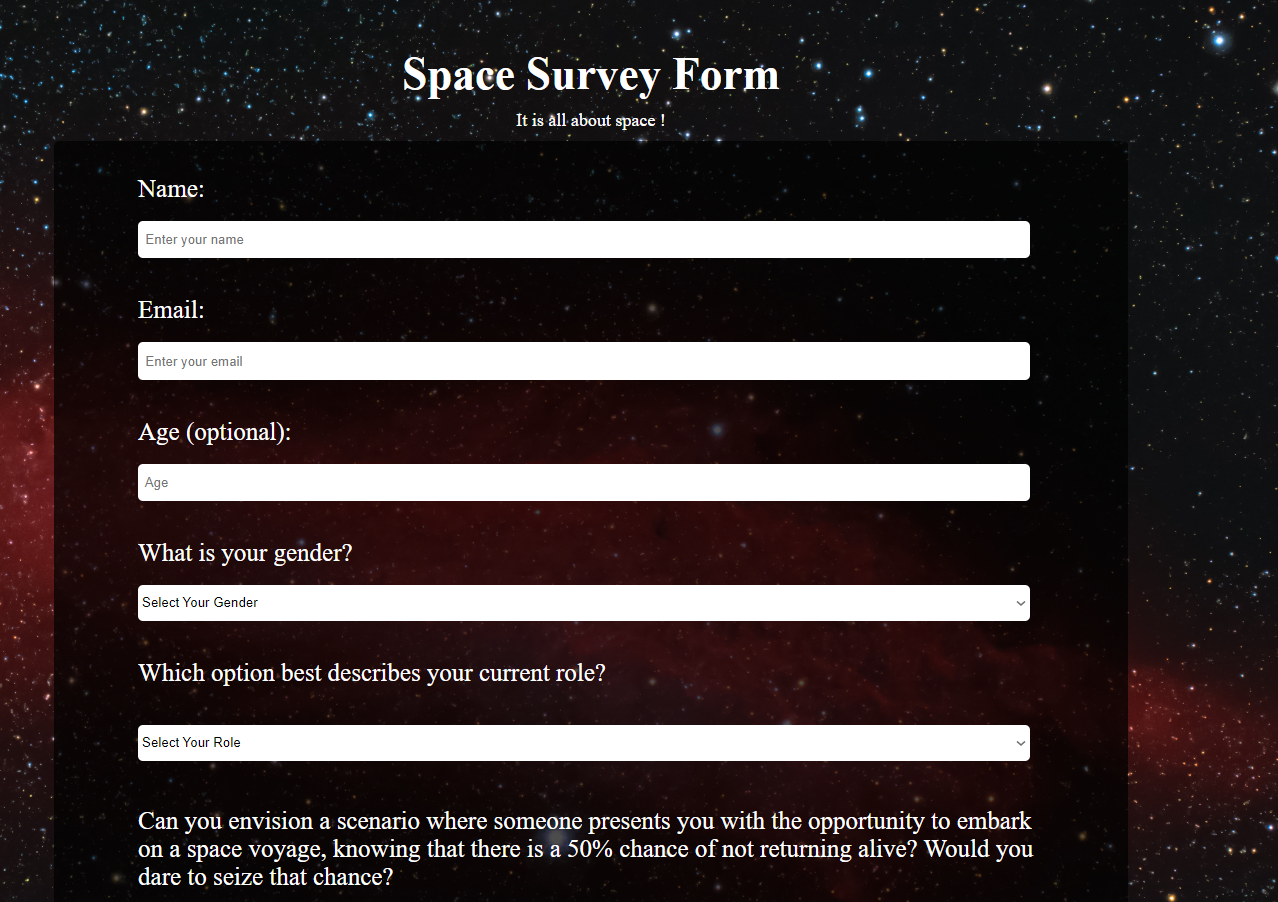 Space Survey Form
It is all about space !
Name:
Enter your name
Email:
Enter your email
Age (optional):
Age
What is your gender?
Select Your Gender
Which option best describes your current role?
Select Your Role
Can you envision a scenario where someone presents you with the opportunity to embark
on a space voyage, knowing that there is a 50% chance of not returning alive? Would you
dare to seize that chance?